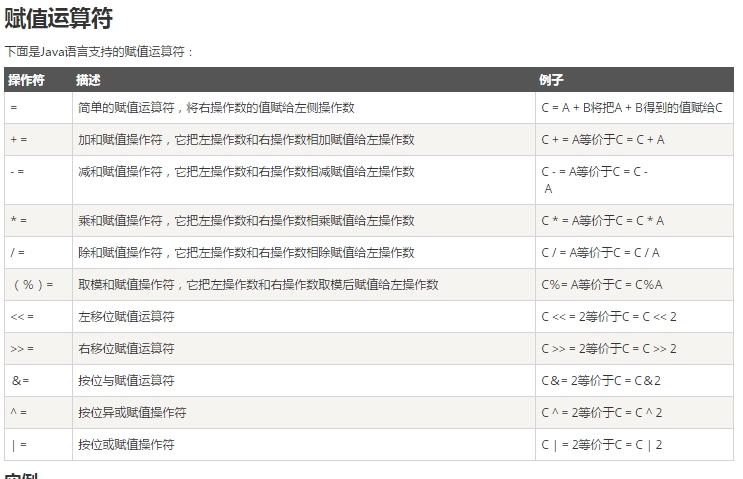 赋值运算符
下面是Java语言支持的赋值运算符：
操作符 描述 例子
= 简单的赋值运算符，将右操作数的值赋给左侧操作数 C = A + B将把A + B得到的值赋给C
+ = 加和赋值操作符，它把左操作数和右操作数相加赋值给左操作数 C + = A等价于C = C + A
- = 减和赋值操作符，它把左操作数和右操作数相减赋值给左操作数 C - = A等价于C = C -
A
* = 乘和赋值操作符，它把左操作数和右操作数相乘赋值给左操作数 C * = A等价于C = C * A
/ = 除和赋值操作符，它把左操作数和右操作数相除赋值给左操作数 C / = A等价于C = C / A
（％）= 取模和赋值操作符，它把左操作数和右操作数取模后赋值给左操作数 C％= A等价于C = C％A
<< = 左移位赋值运算符 C << = 2等价于C = C << 2
>> = 右移位赋值运算符 C >> = 2等价于C = C >> 2
＆= 按位与赋值运算符 C＆= 2等价于C = C＆2
^ = 按位异或赋值操作符 C ^ = 2等价于C = C ^ 2
| = 按位或赋值操作符 C | = 2等价于C = C | 2
实例